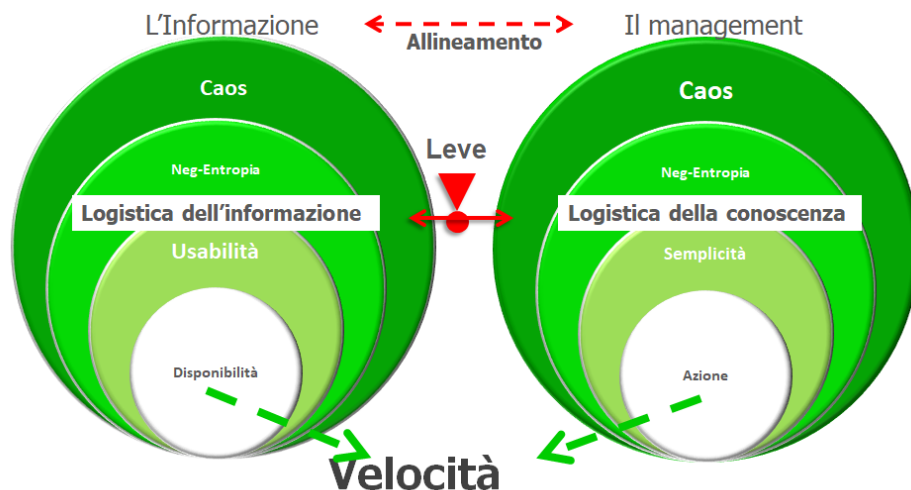 L'Informazione
Allineamento
Il management
Caos
Caos
Leve
Neg-Entropia
Neg-Entropia
Logistica dell'informazione
Logistica della conoscenza
Usabilità
Semplicità
Disponibilità
Azione
Velocità